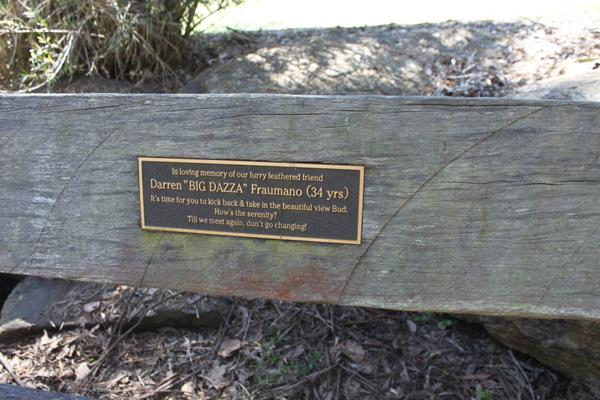 In loving memory of our furry feathered friend
Darren "BIG DAZZA" Fraumano (34 yrs)
It's time for you to kick back & take in the beautiful view Bud.
How's the serenity?
Till we meet again, don't go changing!